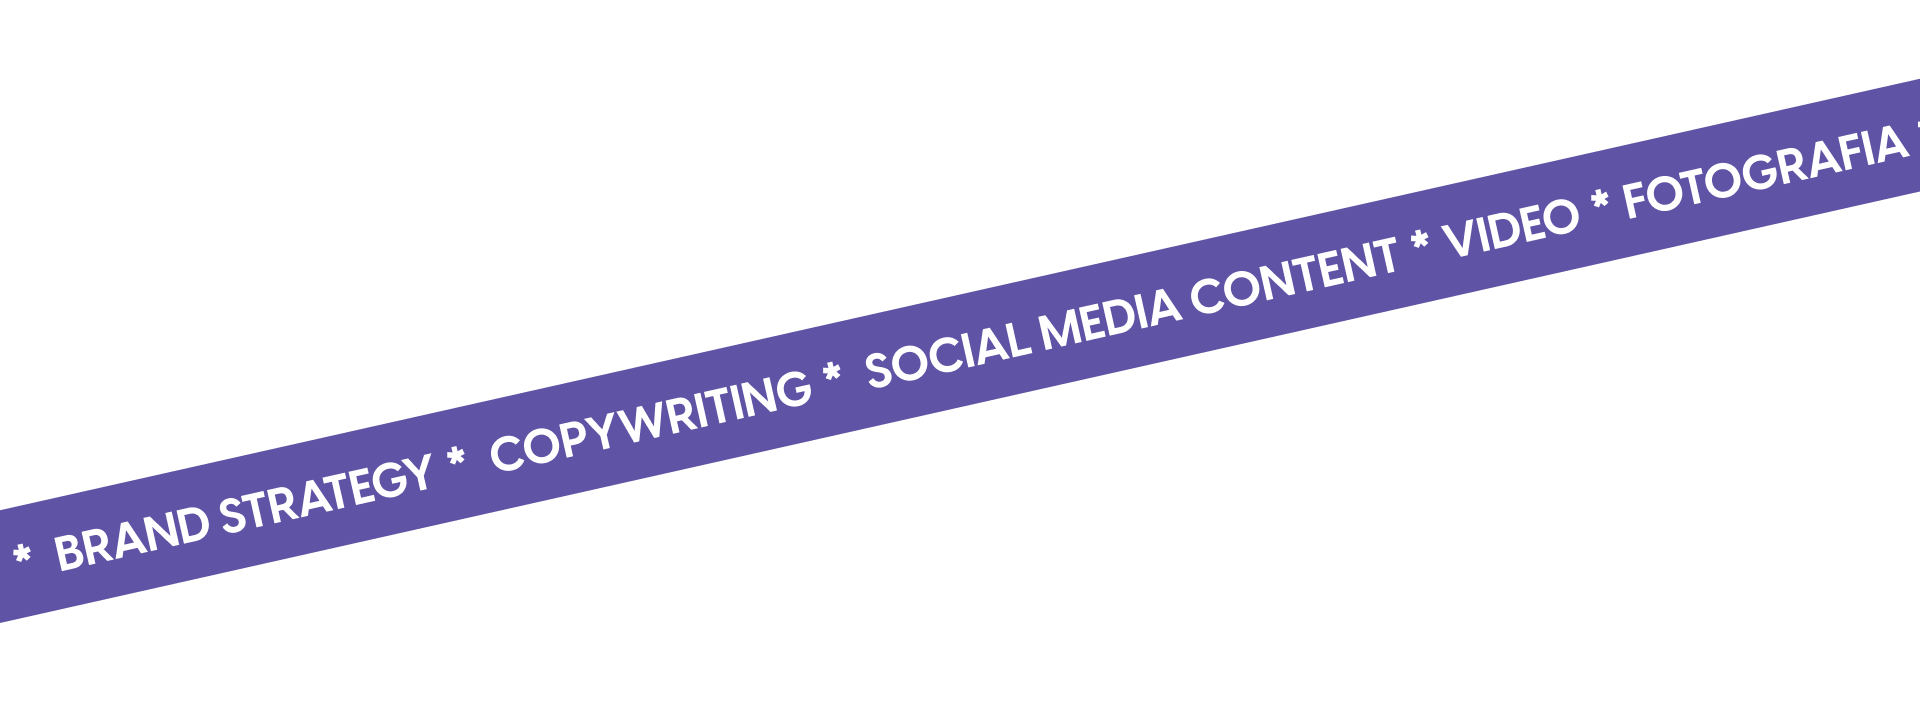 * BRAND STRATEGY * COPYWRITING * SOCIAL MEDIA CONTENT * VIDEO * FOTOGRAFIA *